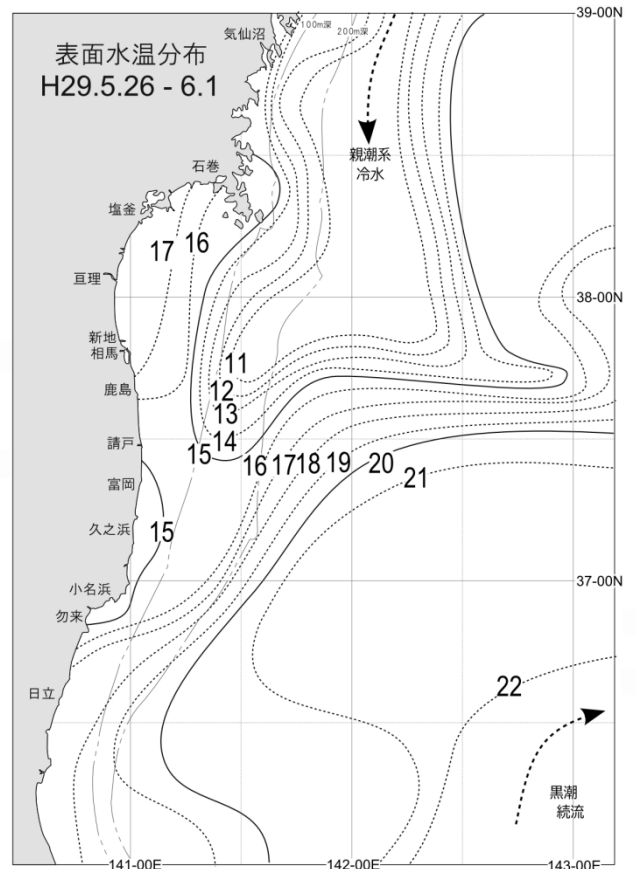 表面水温分布
H29.5.26 - 6.1
39-00N
気仙沼
100m深
200m深
親潮系
冷水
石巻
塩釜
17
16
亘理
38-00N
新地
相馬
11
鹿島
12
13
14
請戸
15
16
17
18
19
20
21
富岡
15
久之浜
37-00N
小名浜
勿来
日立
22
黒潮
続流
141-00E
142-00E
143-00E